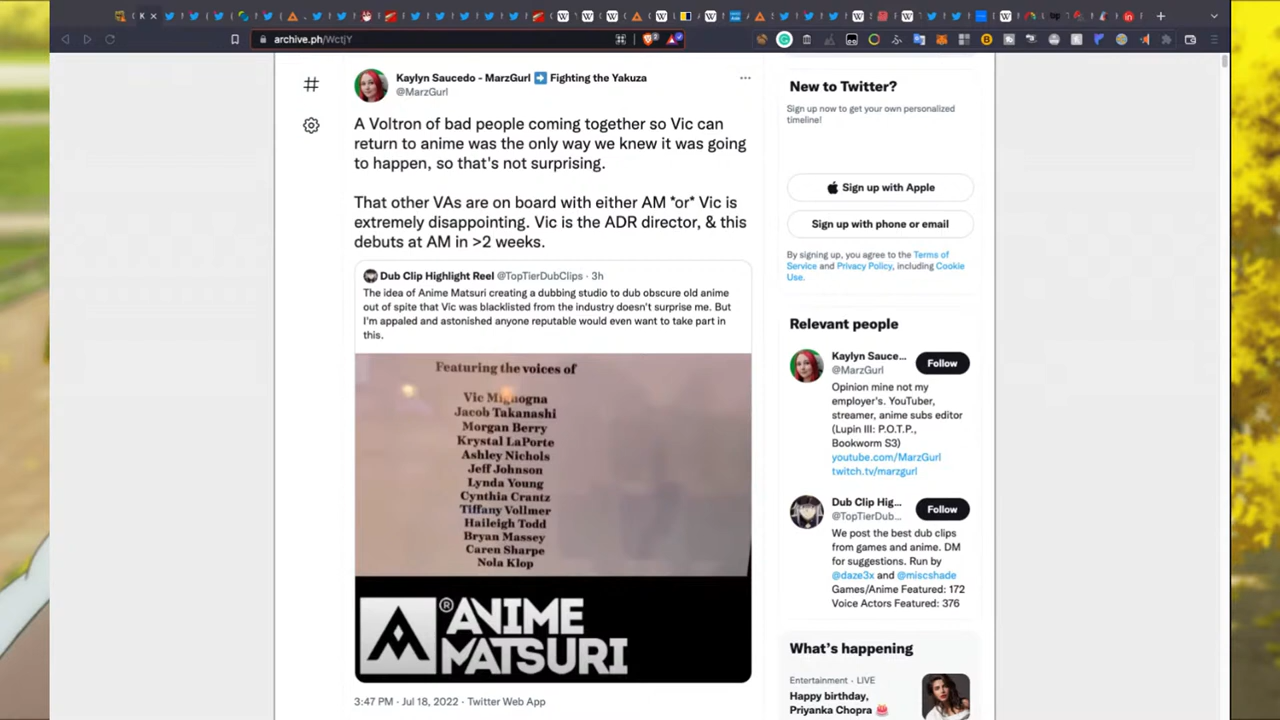 K
archive.ph/WctjY
Kaylyn Saucedo - MarzGurl ➡ Fighting the Yakuza
@MarzGurl
A Voltron of bad people coming together so Vic can
return to anime was the only way we knew it was going
to happen, so that's not surprising.
That other VAs are on board with either AM *or* Vic is
extremely disappointing. Vic is the ADR director, & this
debuts at AM in >2 weeks.
Dub Clip Highlight Reel @TopTierDubClips · 3h
The idea of Anime Matsuri creating a dubbing studio to dub obscure old anime
out of spite that Vic was blacklisted from the industry doesn't surprise me. But
I'm appaled and astonished anyone reputable would even want to take part in
this.
Featuring the voices of
Vic Mignogna
Jacob Takanashi
Morgan Berry
Krystal LaPorte
Ashley Nichols
Jeff Johnson
Lynda Young
Cynthia Crantz
Tiffany Vollmer
Haileigh Todd
Bryan Massey
Caren Sharpe
Nola Klop
® ANIME
MATSURI
3:47 PM · Jul 18, 2022 · Twitter Web App
New to Twitter?
Sign up now to get your own personalized
timeline!
Sign up with Apple
Sign up with phone or email
By signing up, you agree to the Terms of
Service and Privacy Policy, including Cookie
Use.
Relevant people
Kaylyn Sauce...
@MarzGurl
Follow
Opinion mine not my
employer's. YouTuber,
streamer, anime subs editor
(Lupin III: P.O.T.P.,
Bookworm S3)
youtube.com/MarzGurl
twitch.tv/marzgurl
Dub Clip Hig...
@TopTierDub...
Follow
We post the best dub clips
from games and anime. DM
for suggestions. Run by
@daze3x and @miscshade
Games/Anime Featured: 172
Voice Actors Featured: 376
What's happening
Entertainment · LIVE
Happy birthday,
Priyanka Chopra 🎂